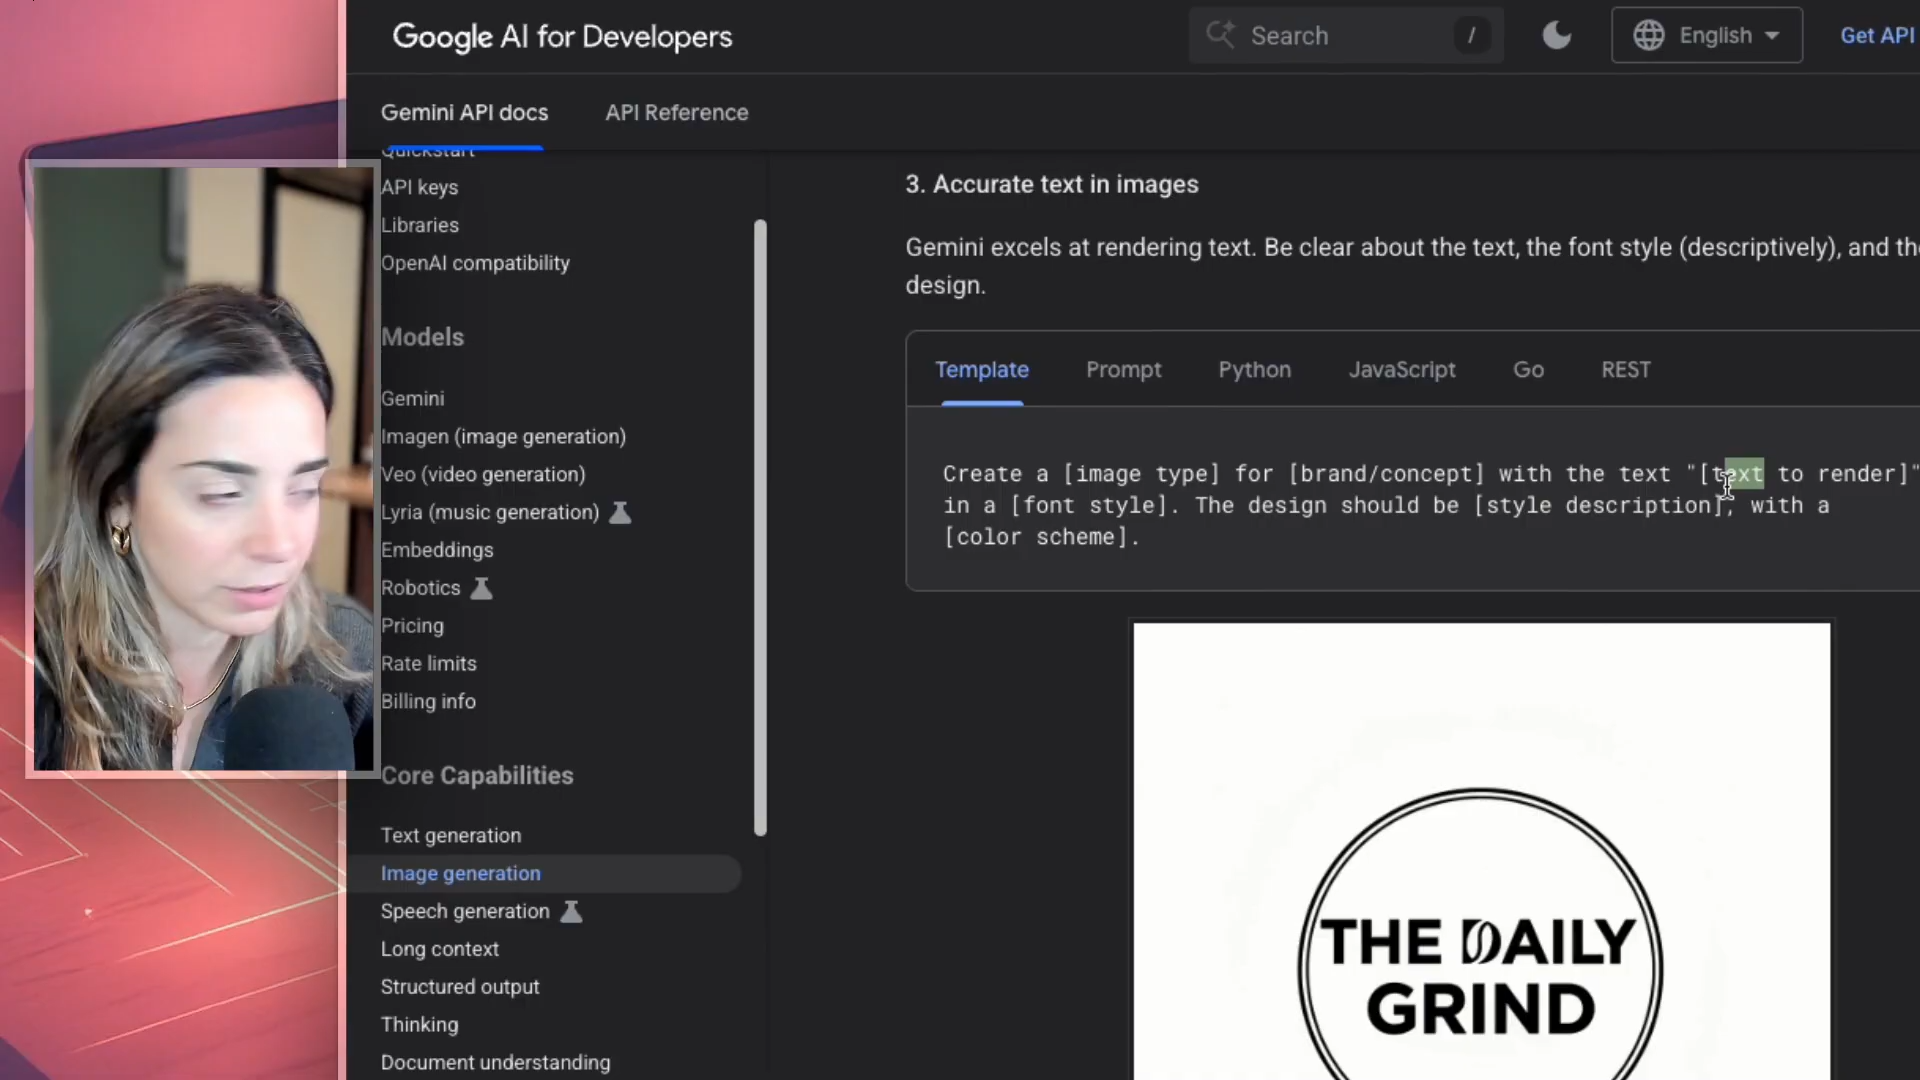 Google AI for Developers
Search
/
English
Get API
Gemini API docs
API Reference
Quickstart
API keys
Libraries
OpenAI compatibility
Models
Gemini
Imagen (image generation)
Veo (video generation)
Lyria (music generation)
Embeddings
Robotics
Pricing
Rate limits
Billing info
Core Capabilities
Text generation
Image generation
Speech generation
Long context
Structured output
Thinking
Document understanding
3. Accurate text in images
Gemini excels at rendering text. Be clear about the text, the font style (descriptively), and the
design.
Template
Prompt
Python
JavaScript
Go
REST
Create a [image type] for [brand/concept] with the text "[text to render]"
in a [font style]. The design should be [style description], with a
[color scheme].
THE DAILY
GRIND